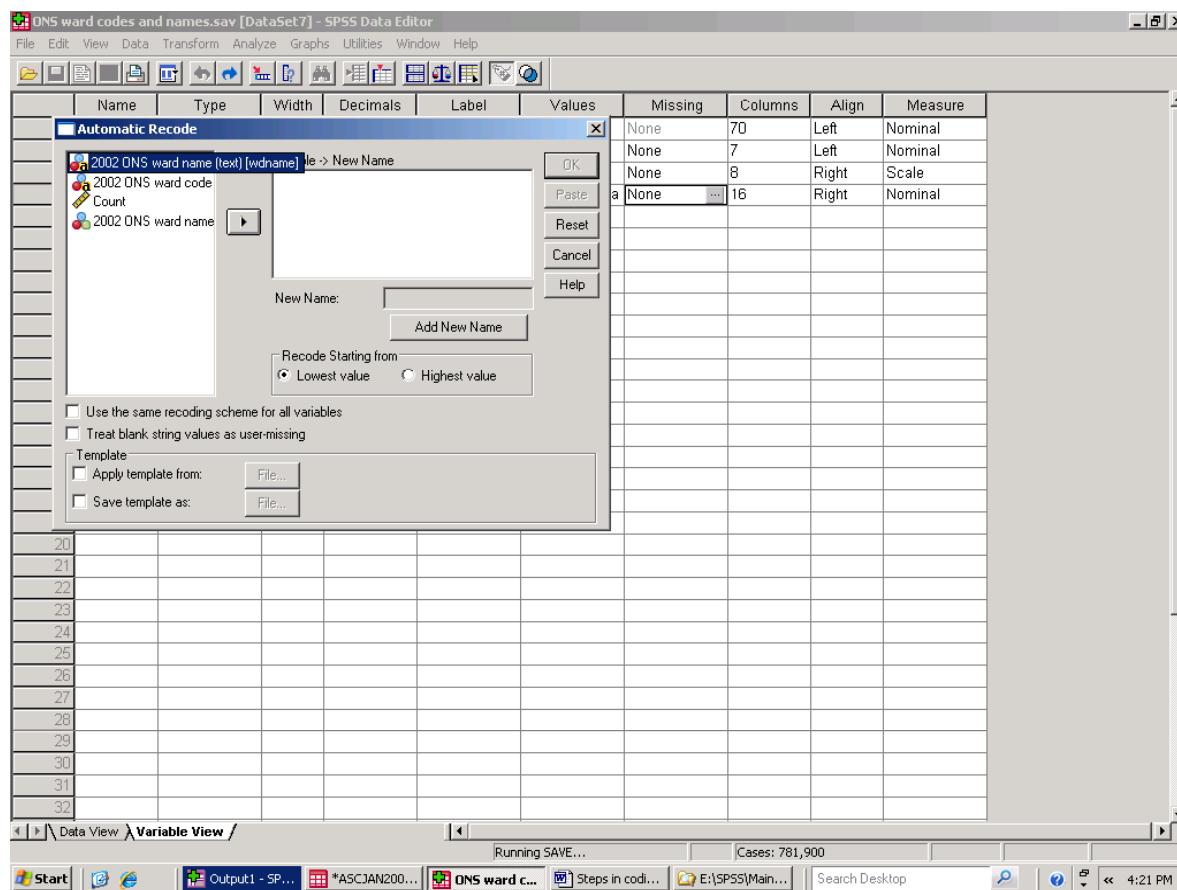 ONS ward codes and names.sav [DataSet7] - SPSS Data Editor
File Edit View Data Transform Analyze Graphs Utilities Window Help
Name Type Width Decimals Label Values Missing Columns Align Measure
Automatic Recode
None 70 Left Nominal
None 7 Left Nominal
None 8 Right Scale
a None ... 16 Right Nominal
2002 ONS ward name (text) [wdname]
2002 ONS ward code
Count
2002 ONS ward name
le -> New Name
OK
Paste
Reset
Cancel
Help
New Name:
Add New Name
Recode Starting from
Lowest value Highest value
Use the same recoding scheme for all variables
Treat blank string values as user-missing
Template
Apply template from: File...
Save template as: File...
20
21
22
23
24
25
26
27
28
29
30
31
32
Data View Variable View
Running SAVE... Cases: 781,900
Start Output1 - SP... *ASCJAN200... ONS ward c... Steps in codi... E:\SPSS\Main... Search Desktop « 4:21 PM